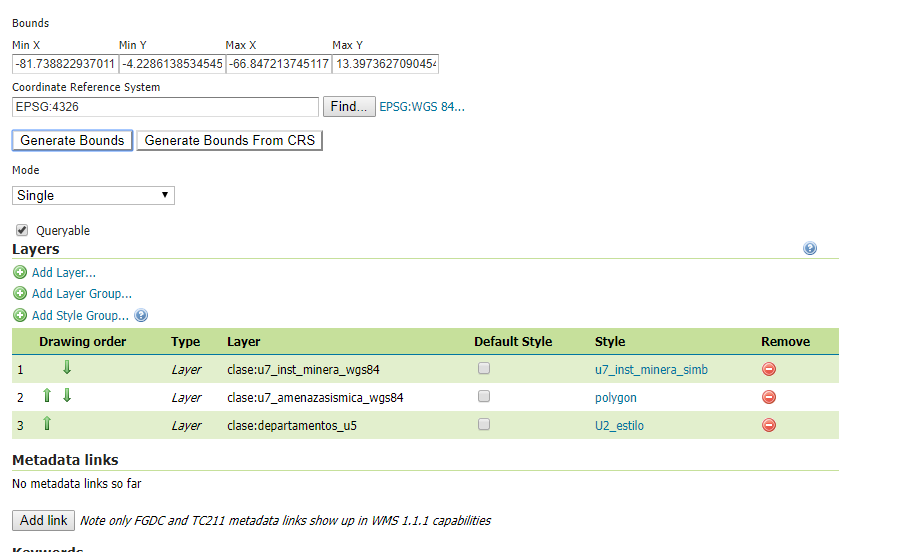 Bounds
Min X Min Y Max X Max Y
-81.738822937011 -4.2286138534545 -66.847213745117 13.3973627090454
Coordinate Reference System
EPSG:4326 Find... EPSG:WGS 84...
Generate Bounds Generate Bounds From CRS
Mode
Single
Queryable
Layers
Add Layer...
Add Layer Group...
Add Style Group...
Drawing order Type Layer Default Style Style Remove
1 Layer clase:u7_inst_minera_wgs84 u7_inst_minera_simb
2 Layer clase:u7_amenazasismica_wgs84 polygon
3 Layer clase:departamentos_u5 U2_estilo
Metadata links
No metadata links so far
Add link Note only FGDC and TC211 metadata links show up in WMS 1.1.1 capabilities
Keywords